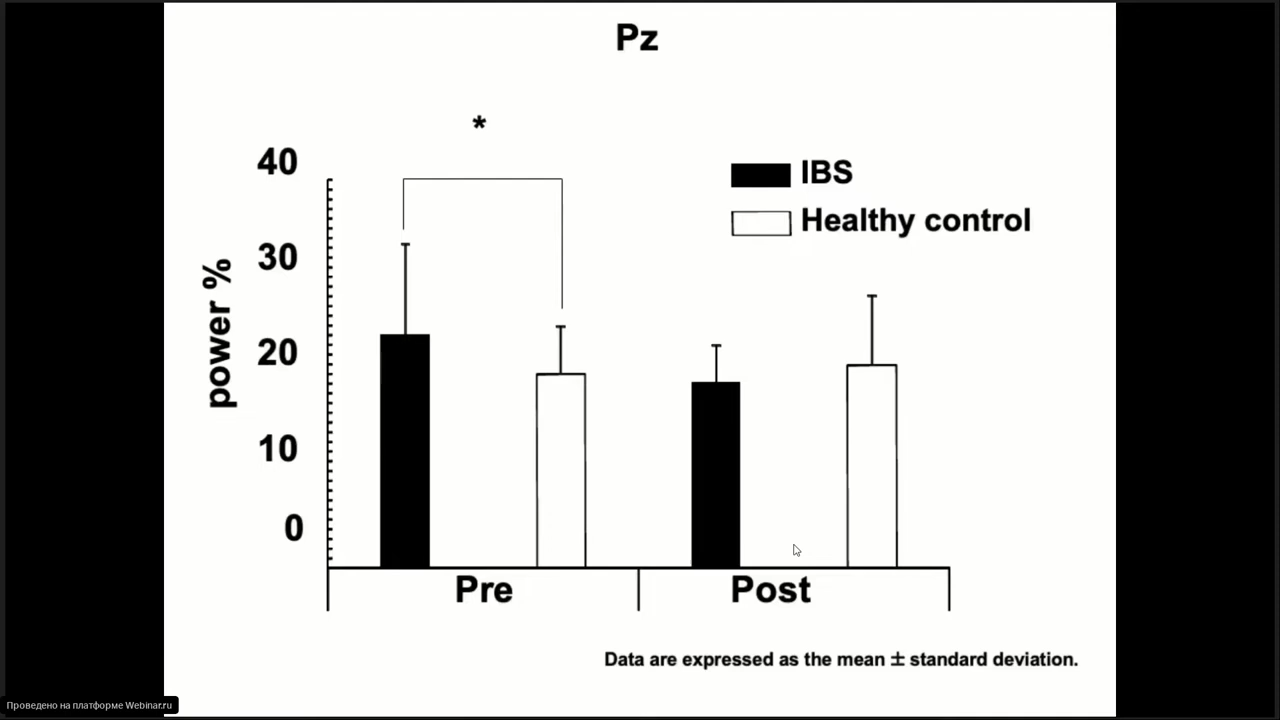 Pz
*
40
IBS
Healthy control
30
power %
20
10
0
Pre
Post
Data are expressed as the mean ± standard deviation.
Проведено на платформе Webinar.ru